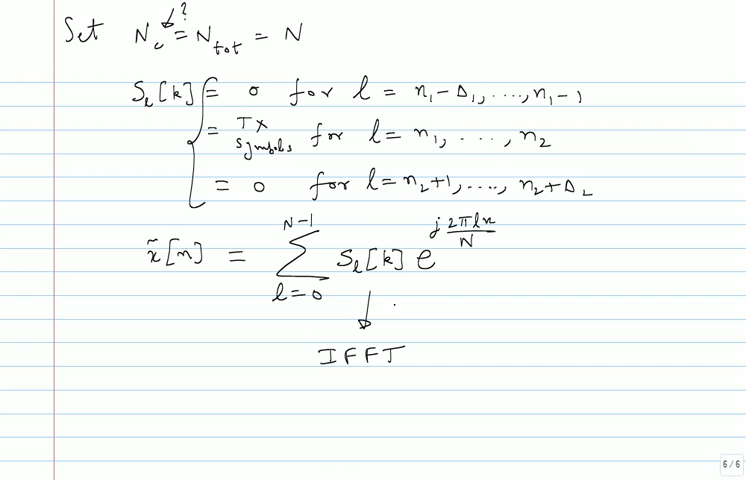 ?
Set N_c = N_tot = N
S_l[k] = 0 for l = n_1 - Δ_1, ..., n_1 - 1
= TX symbols for l = n_1, ..., n_2
= 0 for l = n_2+1, ...., n_2 + Δ_2
x̃[n] = ∑_{l=0}^{N-1} S_l[k] e^{j 2πln/N}
IFFT
6 / 6